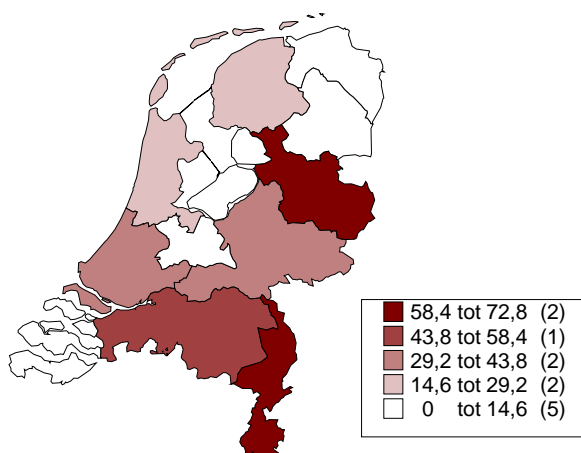 58,4 tot 72,8 (2)
43,8 tot 58,4 (1)
29,2 tot 43,8 (2)
14,6 tot 29,2 (2)
0 tot 14,6 (5)